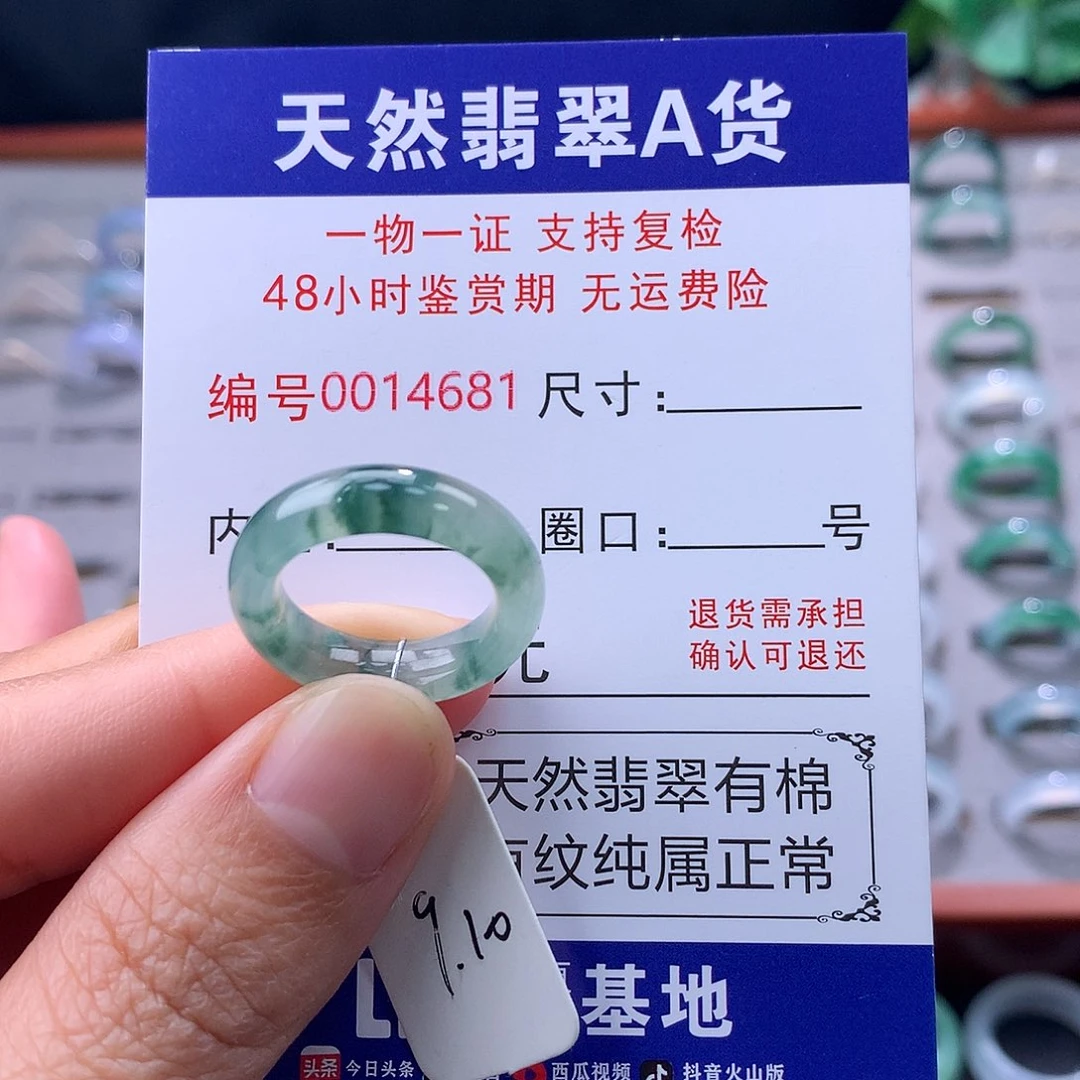 天然翡翠A货
一物一证 支持复检
48小时鉴赏期 无运费险
编号0014681 尺寸:
内 : 圈口: 号
退货需承担
元 确认可退还
天然翡翠有棉
纹纯属正常
9.10
基地
头条 今日头条 西瓜视频 抖音火山版